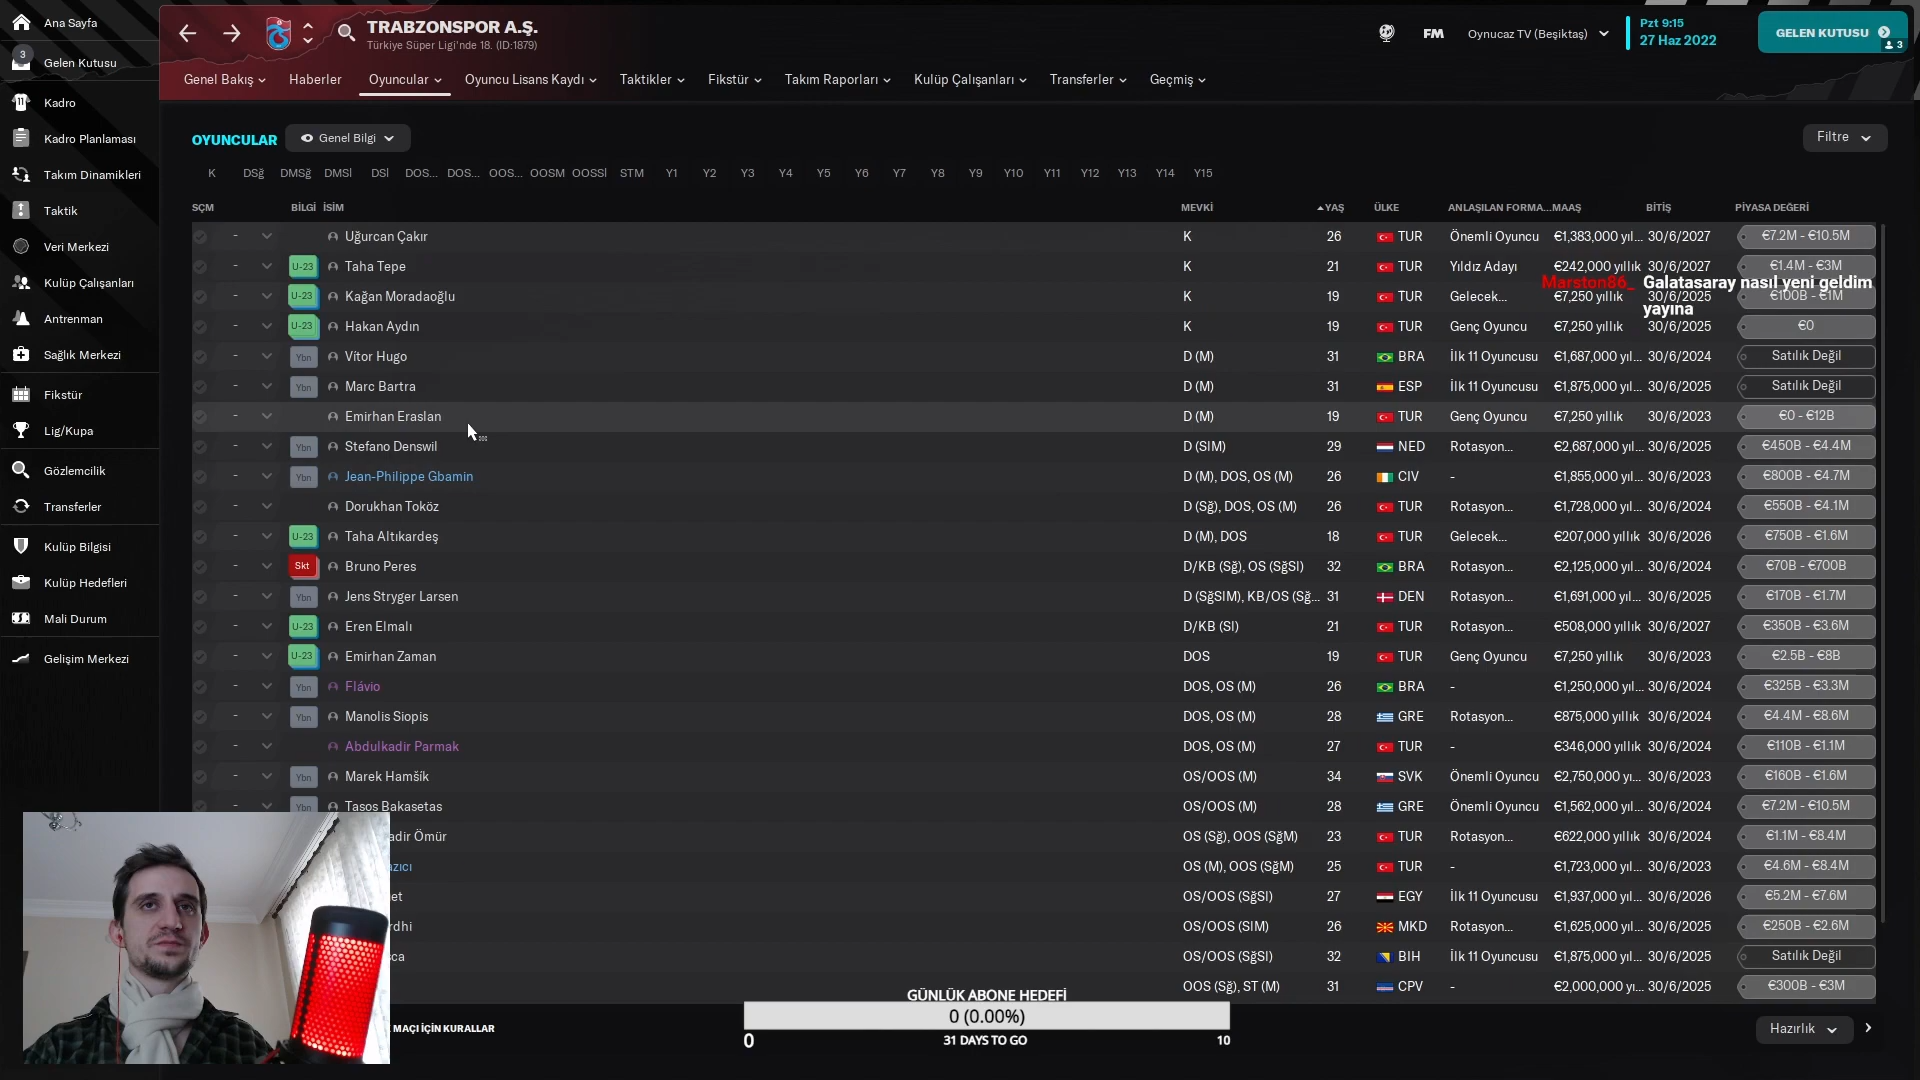 Ana Sayfa
3
Gelen Kutusu
Kadro
Kadro Planlaması
Takım Dinamikleri
Taktik
Veri Merkezi
Kulüp Çalışanları
Antrenman
Sağlık Merkezi
Fikstür
Lig/Kupa
Gözlemcilik
Transferler
Kulüp Bilgisi
Kulüp Hedefleri
Mali Durum
Gelişim Merkezi
TRABZONSPOR A.Ş.
Türkiye Süper Ligi'nde 18. (ID:1879)
FM
Oynucaz TV (Beşiktaş)
Pzt 9:15
27 Haz 2022
GELEN KUTUSU
3
Genel Bakış Haberler Oyuncular Oyuncu Lisans Kaydı Taktikler Fikstür Takım Raporları Kulüp Çalışanları Transferler Geçmiş
OYUNCULAR Genel Bilgi Filtre
K DSğ DMSğ DMSl DSl DOS... DOS... OOS... OOSM OOSSl STM Y1 Y2 Y3 Y4 Y5 Y6 Y7 Y8 Y9 Y10 Y11 Y12 Y13 Y14 Y15
SÇM BİLGİ İSİM MEVKİ YAŞ ÜLKE ANLAŞILAN FORMA... MAAŞ BİTİŞ PİYASA DEĞERİ
- Uğurcan Çakır K 26 TUR Önemli Oyuncu €1,383,000 yıl... 30/6/2027 €7.2M - €10.5M
- U-23 Taha Tepe K 21 TUR Yıldız Adayı €242,000 yıllık 30/6/2027 €1.4M - €3M
Marston86_ Galatasaray nasıl yeni geldim
yayına
- U-23 Kağan Moradaoğlu K 19 TUR Gelecek... €7,250 yıllık €100B - €1M
- U-23 Hakan Aydın K 19 TUR Genç Oyuncu €7,250 yıllık 30/6/2025 €0
- Ybn Vítor Hugo D (M) 31 BRA İlk 11 Oyuncusu €1,687,000 yıl... 30/6/2024 Satılık Değil
- Ybn Marc Bartra D (M) 31 ESP İlk 11 Oyuncusu €1,875,000 yıl... 30/6/2025 Satılık Değil
- Emirhan Eraslan D (M) 19 TUR Genç Oyuncu €7,250 yıllık 30/6/2023 €0 - €12B
- Ybn Stefano Denswil D (SlM) 29 NED Rotasyon... €2,687,000 yıl... 30/6/2025 €450B - €4.4M
- Ybn Jean-Philippe Gbamin D (M), DOS, OS (M) 26 CIV - €1,855,000 yıl... 30/6/2023 €800B - €4.7M
- Dorukhan Toköz D (Sğ), DOS, OS (M) 26 TUR Rotasyon... €1,728,000 yıl... 30/6/2024 €550B - €4.1M
- U-23 Taha Altıkardeş D (M), DOS 18 TUR Gelecek... €207,000 yıllık 30/6/2026 €750B - €1.6M
- Skt Bruno Peres D/KB (Sğ), OS (SğSl) 32 BRA Rotasyon... €2,125,000 yıl... 30/6/2024 €70B - €700B
- Ybn Jens Stryger Larsen D (SğSlM), KB/OS (Sğ... 31 DEN Rotasyon... €1,691,000 yıl... 30/6/2025 €170B - €1.7M
- U-23 Eren Elmalı D/KB (Sl) 21 TUR Rotasyon... €508,000 yıllık 30/6/2027 €350B - €3.6M
- U-23 Emirhan Zaman DOS 19 TUR Genç Oyuncu €7,250 yıllık 30/6/2023 €2.5B - €8B
- Ybn Flávio DOS, OS (M) 26 BRA - €1,250,000 yıl... 30/6/2024 €325B - €3.3M
- Ybn Manolis Siopis DOS, OS (M) 28 GRE Rotasyon... €875,000 yıllık 30/6/2024 €4.4M - €8.6M
- Abdulkadir Parmak DOS, OS (M) 27 TUR - €346,000 yıllık 30/6/2024 €110B - €1.1M
- Ybn Marek Hamšík OS/OOS (M) 34 SVK Önemli Oyuncu €2,750,000 yıl... 30/6/2023 €160B - €1.6M
- Ybn Tasos Bakasetas OS/OOS (M) 28 GRE Önemli Oyuncu €1,562,000 yıl... 30/6/2024 €7.2M - €10.5M
adir Ömür OS (Sğ), OOS (SğM) 23 TUR Rotasyon... €622,000 yıllık 30/6/2024 €1.1M - €8.4M
azıcı OS (M), OOS (SğM) 25 TUR - €1,723,000 yıl... 30/6/2023 €4.6M - €8.4M
et OS/OOS (SğSl) 27 EGY İlk 11 Oyuncusu €1,937,000 yıl... 30/6/2026 €5.2M - €7.6M
rdhi OS/OOS (SlM) 26 MKD Rotasyon... €1,625,000 yıl... 30/6/2025 €250B - €2.6M
ca OS/OOS (SğSl) 32 BIH İlk 11 Oyuncusu €1,875,000 yıl... 30/6/2025 Satılık Değil
OOS (Sğ), ST (M) 31 CPV - €2,000,000 yı... 30/6/2025 €300B - €3M
GÜNLÜK ABONE HEDEFİ
0 (0.00%)
0 31 DAYS TO GO 10
MAÇI İÇİN KURALLAR
Hazırlık